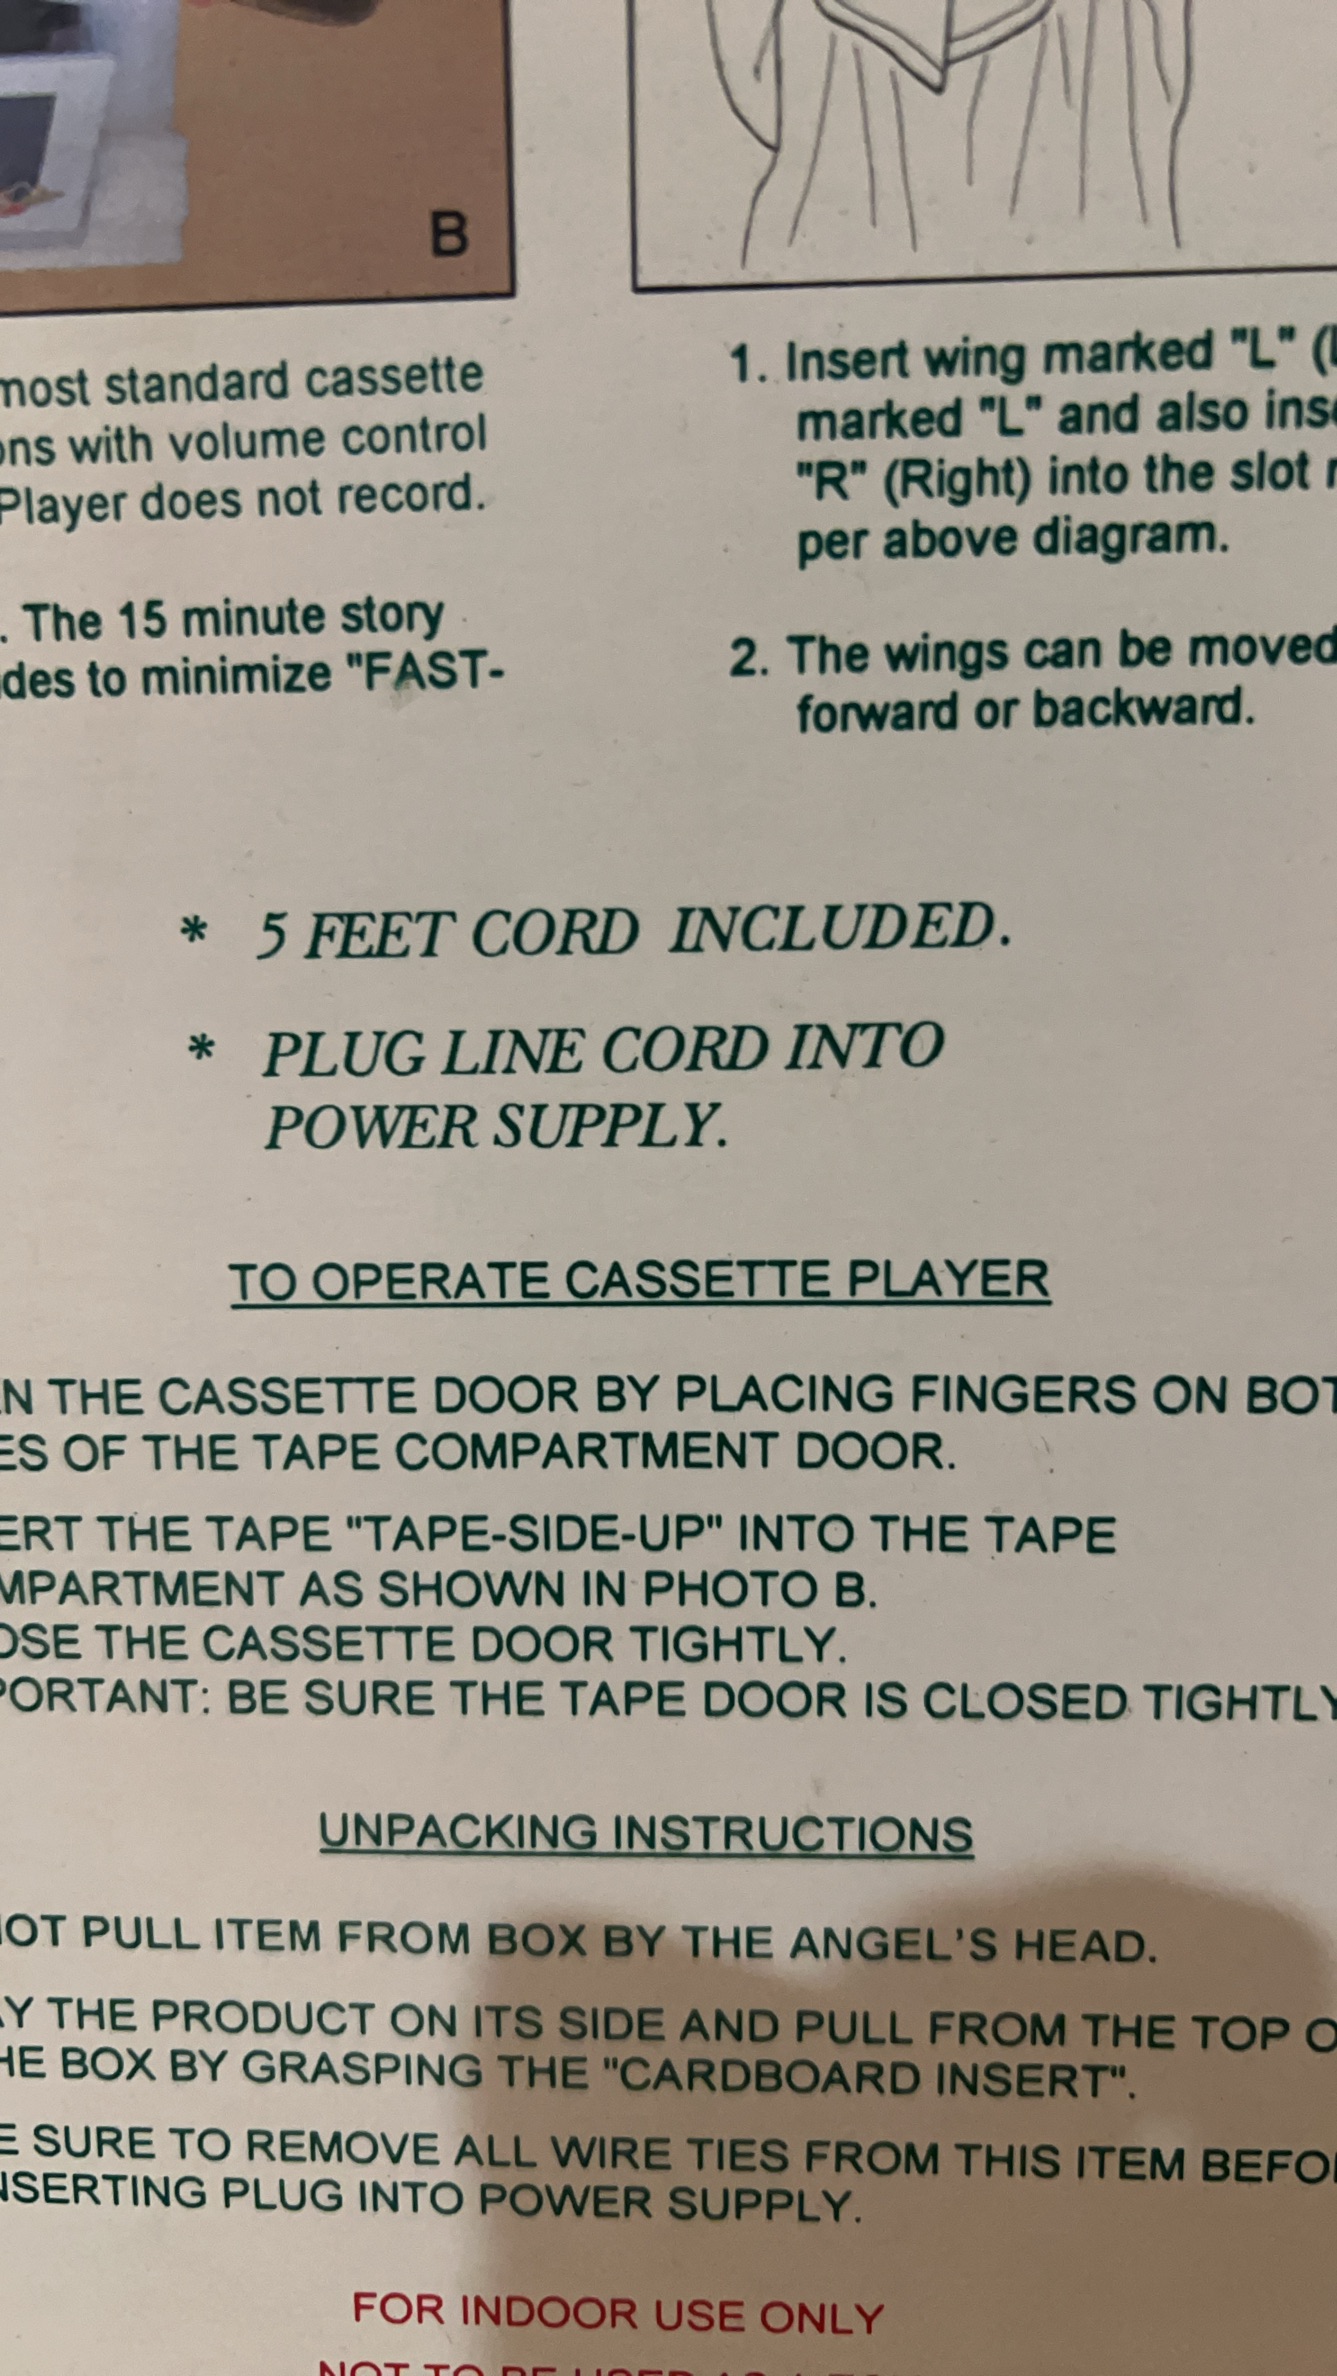 B
most standard cassette
ons with volume control
Player does not record.
. The 15 minute story
des to minimize "FAST-
1. Insert wing marked "L" (
marked "L" and also ins
"R" (Right) into the slot
per above diagram.
2. The wings can be moved
forward or backward.
* 5 FEET CORD INCLUDED.
* PLUG LINE CORD INTO
POWER SUPPLY.
TO OPERATE CASSETTE PLAYER
N THE CASSETTE DOOR BY PLACING FINGERS ON BOT
ES OF THE TAPE COMPARTMENT DOOR.
ERT THE TAPE "TAPE-SIDE-UP" INTO THE TAPE
MPARTMENT AS SHOWN IN PHOTO B.
OSE THE CASSETTE DOOR TIGHTLY.
PORTANT: BE SURE THE TAPE DOOR IS CLOSED TIGHTLY
UNPACKING INSTRUCTIONS
OT PULL ITEM FROM BOX BY THE ANGEL'S HEAD.
AY THE PRODUCT ON ITS SIDE AND PULL FROM THE TOP O
HE BOX BY GRASPING THE "CARDBOARD INSERT".
E SURE TO REMOVE ALL WIRE TIES FROM THIS ITEM BEFO
NSERTING PLUG INTO POWER SUPPLY.
FOR INDOOR USE ONLY
NOT TO BE USED AS A